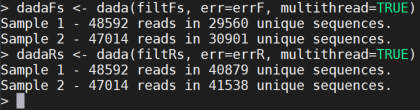 > dadaFs <- dada(filtFs, err=errF, multithread=TRUE)
Sample 1 - 48592 reads in 29560 unique sequences.
Sample 2 - 47014 reads in 30901 unique sequences.
> dadaRs <- dada(filtRs, err=errR, multithread=TRUE)
Sample 1 - 48592 reads in 40879 unique sequences.
Sample 2 - 47014 reads in 41538 unique sequences.
>